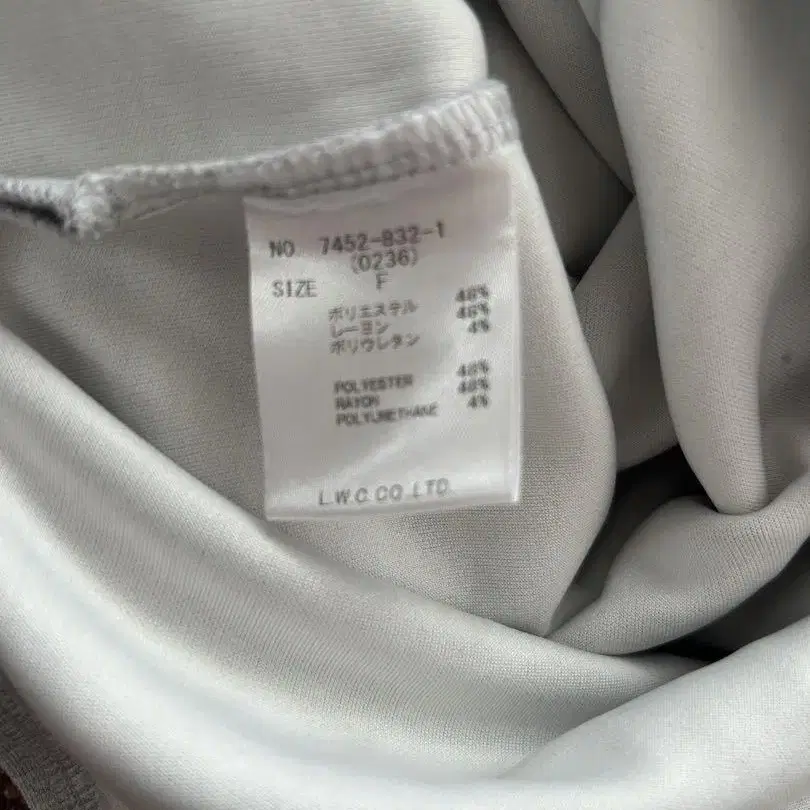 NO 7452-832-1
(0236)
SIZE F
ポリエステル 48%
レーヨン 48%
ポリウレタン 4%
POLYESTER 48%
RAYON 48%
POLYURETHANE 4%
L.W.C.CO.LTD.